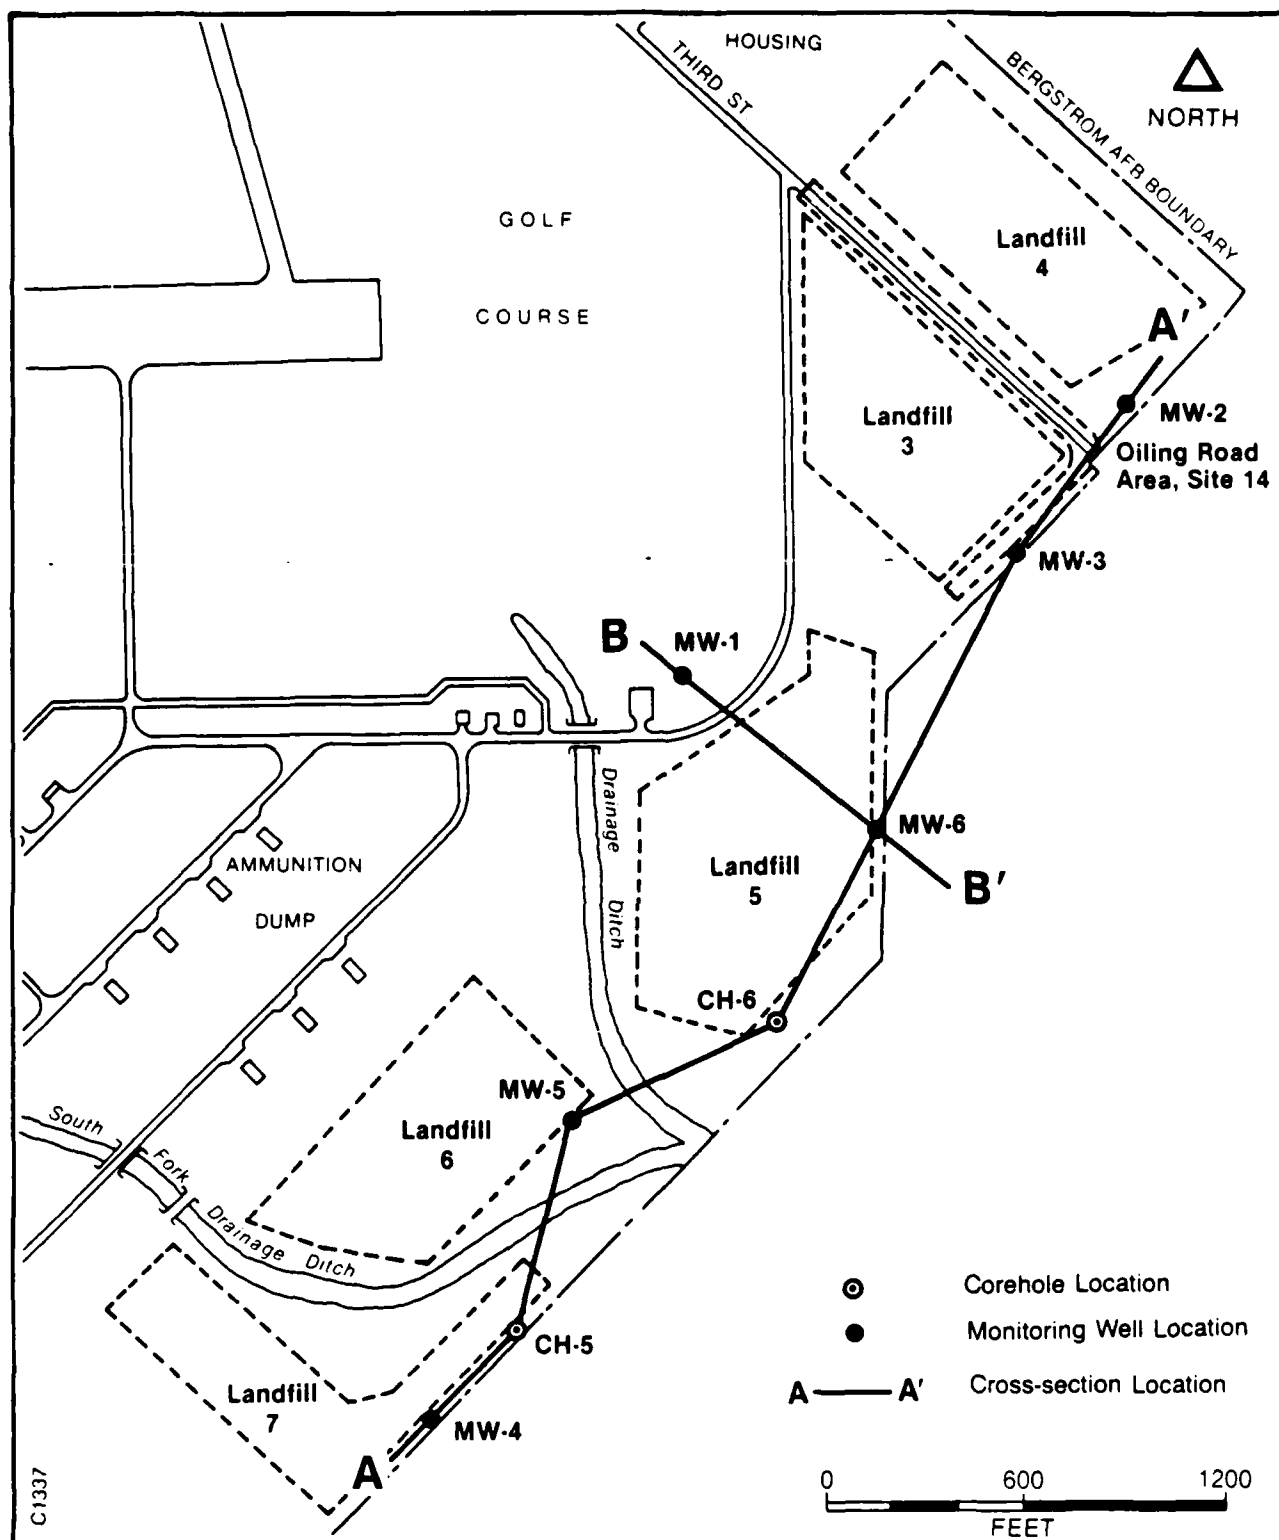 HOUSING
THIRD ST.
BERGSTROM AFB BOUNDARY
NORTH
GOLF
COURSE
Landfill
4
A'
MW-2
Landfill
3
Oiling Road
Area, Site 14
MW-3
B
MW-1
Drainage
Ditch
MW-6
B'
Landfill
5
AMMUNITION
DUMP
CH-6
MW-5
Landfill
6
South
Fork
Drainage
Ditch
CH-5
Landfill
7
MW-4
A
Corehole Location
Monitoring Well Location
A A' Cross-section Location
0 600 1200
FEET
C1337